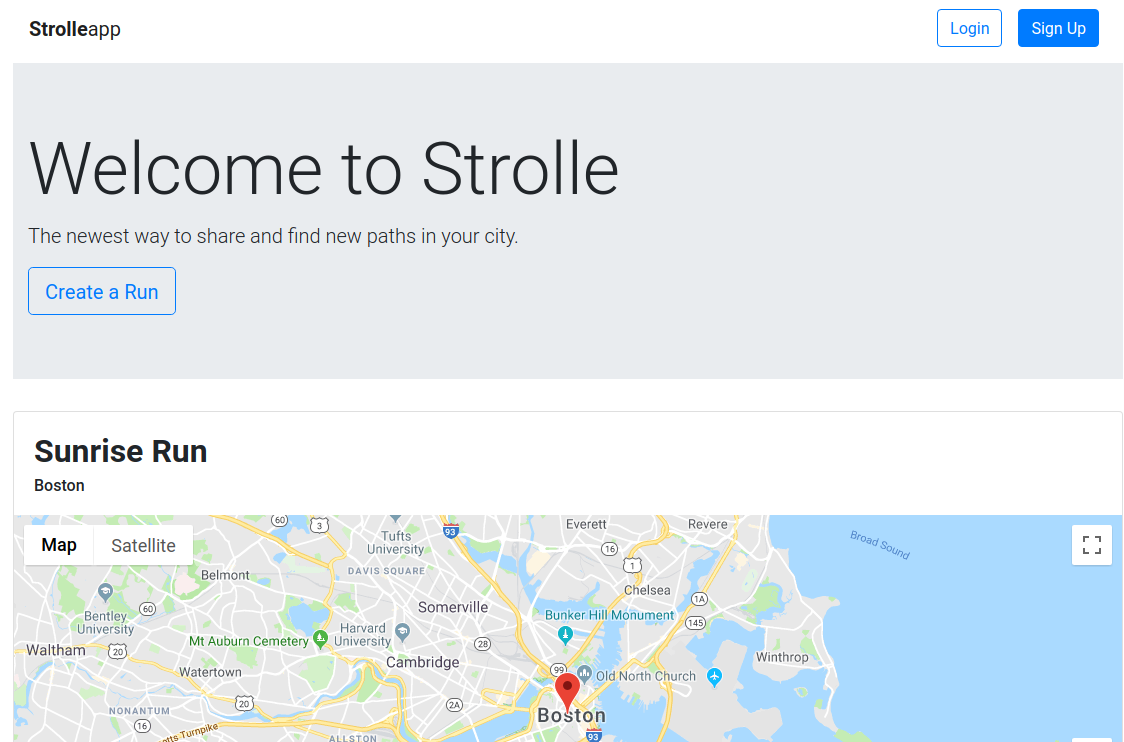 Strolleapp
Login
Sign Up
Welcome to Strolle
The newest way to share and find new paths in your city.
Create a Run
Sunrise Run
Boston
Map
Satellite
60
3
93
Everett
Revere
Broad Sound
Tufts
University
16
DAVIS SQUARE
1
Belmont
Chelsea
1A
Bentley
University
60
Somerville
Bunker Hill Monument
145
Mt Auburn Cemetery
Harvard
University
28
Waltham
20
Cambridge
Winthrop
Watertown
99
Old North Church
20
2A
NONANTUM
Boston
16
otts Turnpike
93
ALLSTON